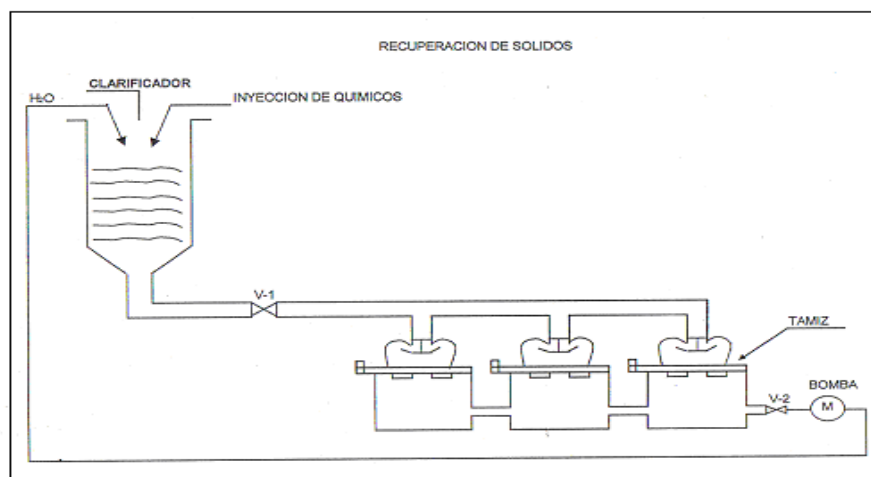 RECUPERACION DE SOLIDOS
CLARIFICADOR
H2O
INYECCION DE QUIMICOS
V-1
TAMIZ
BOMBA
V-2
M